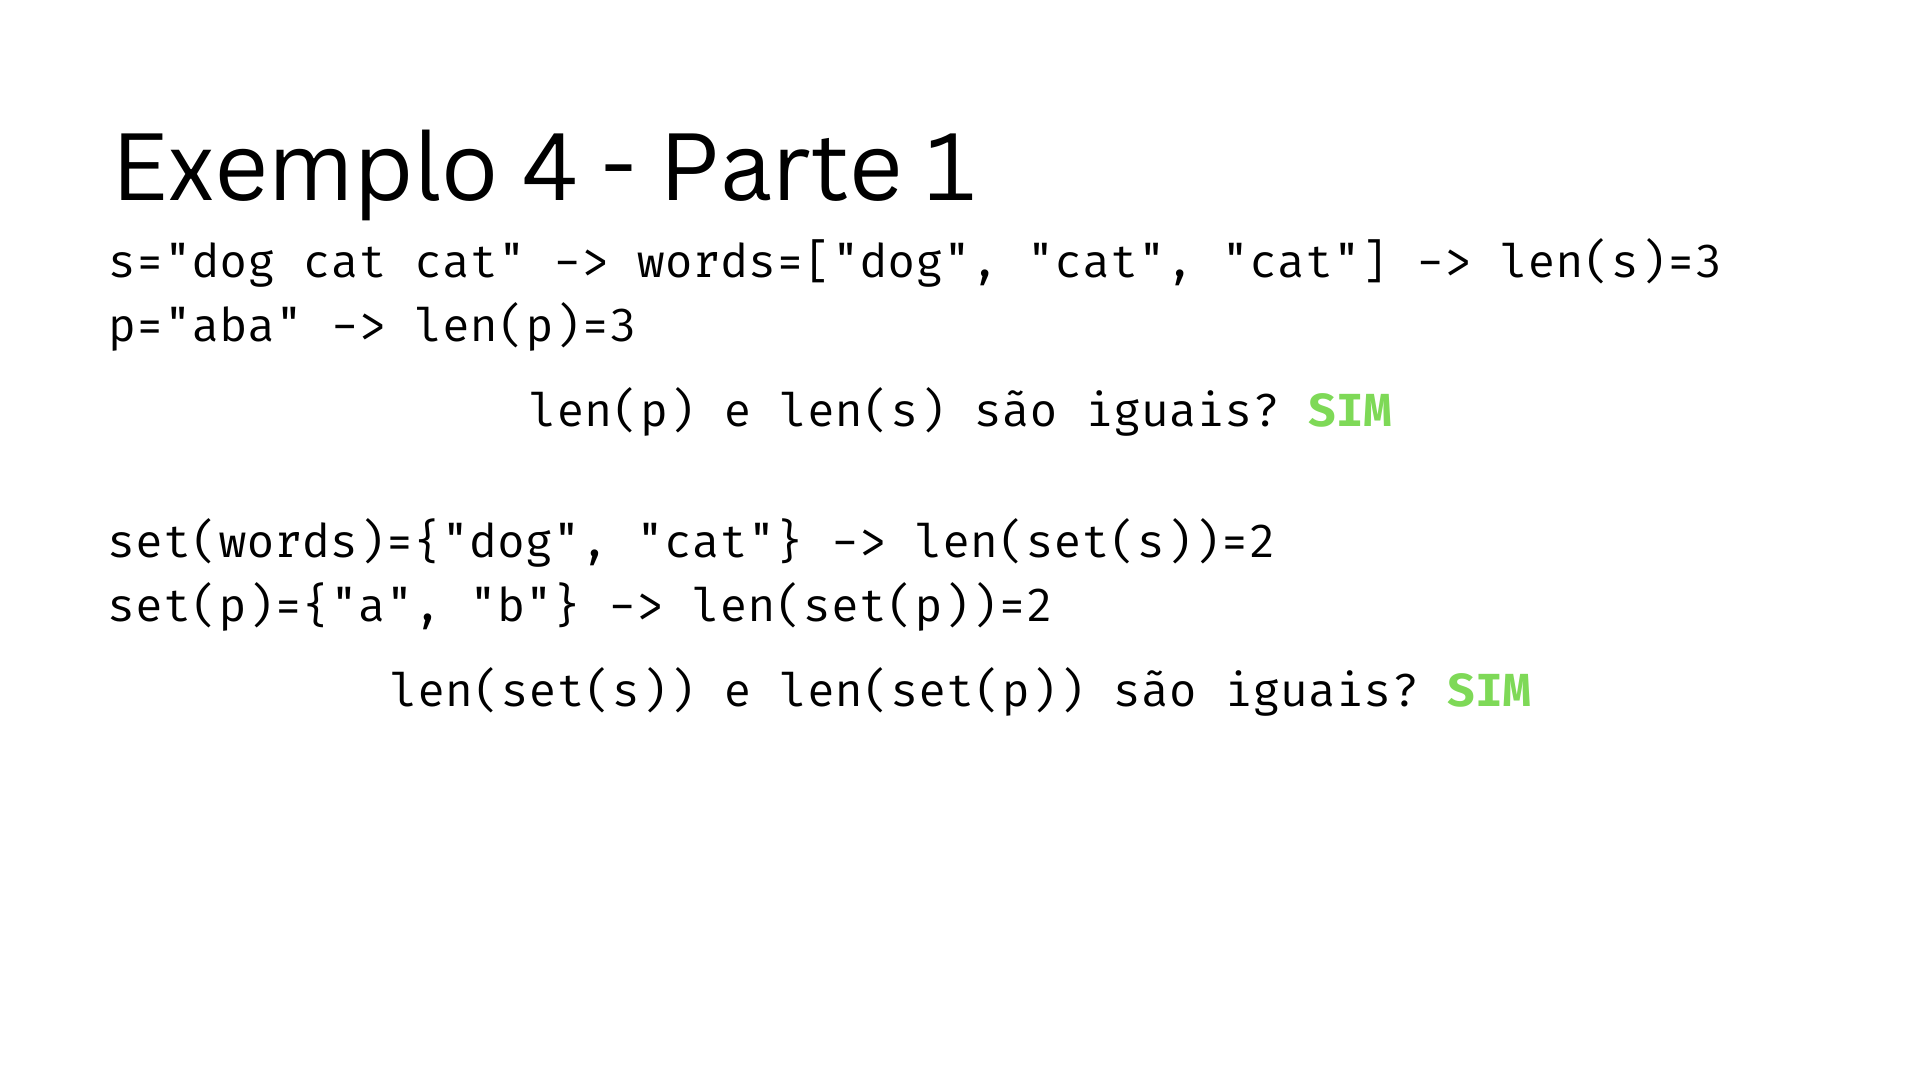 Exemplo 4 - Parte 1
s="dog cat cat" -> words=["dog", "cat", "cat"] -> len(s)=3
p="aba" -> len(p)=3
len(p) e len(s) são iguais? SIM
set(words)={"dog", "cat"} -> len(set(s))=2
set(p)={"a", "b"} -> len(set(p))=2
len(set(s)) e len(set(p)) são iguais? SIM